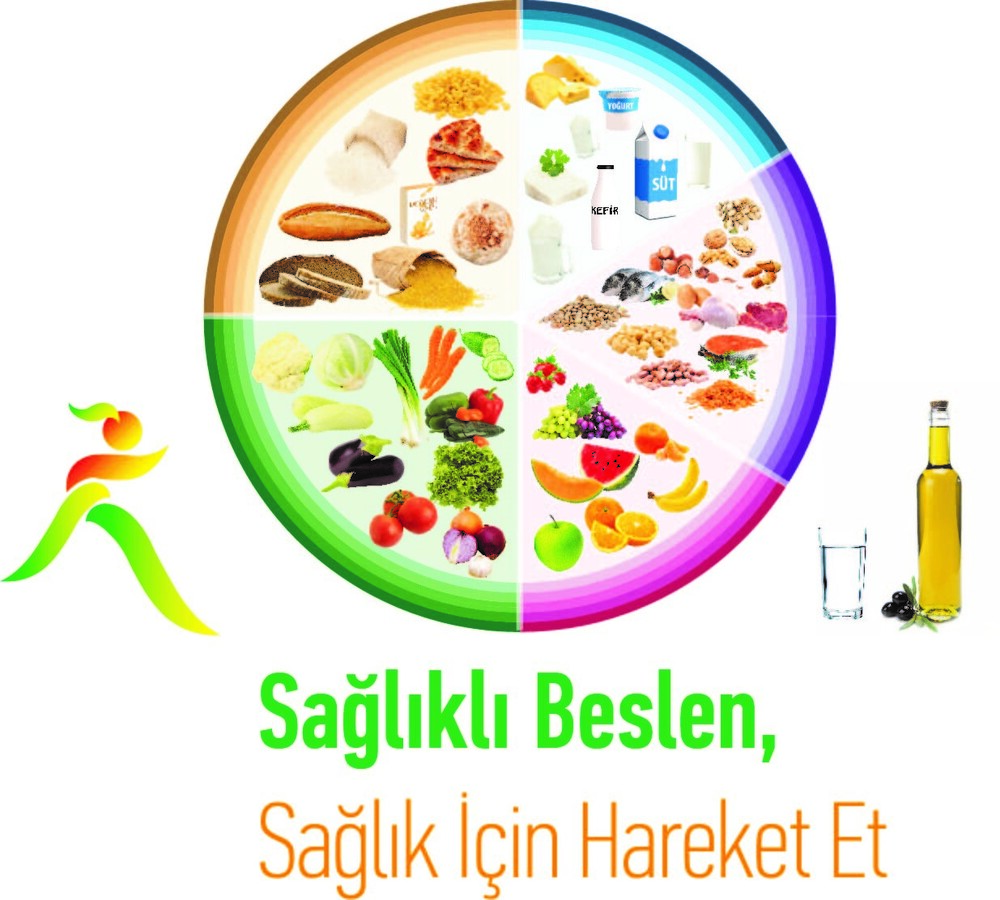 YOĞURT
SÜT
KEFİR
Sağlıklı Beslen,
Sağlık İçin Hareket Et